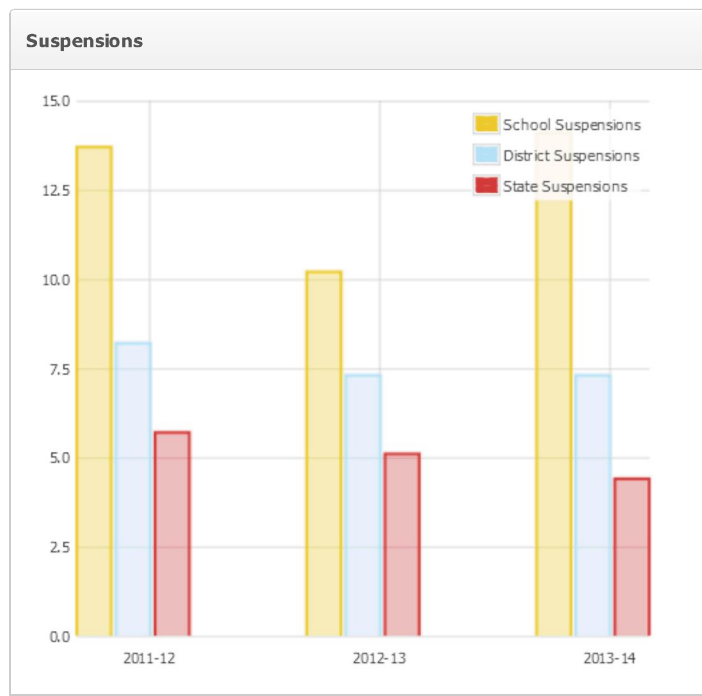 Suspensions
15.0
School Suspensions
District Suspensions
12.5
State Suspensions
10.0
7.5
5.0
2.5
0.0
2011-12 2012-13 2013-14